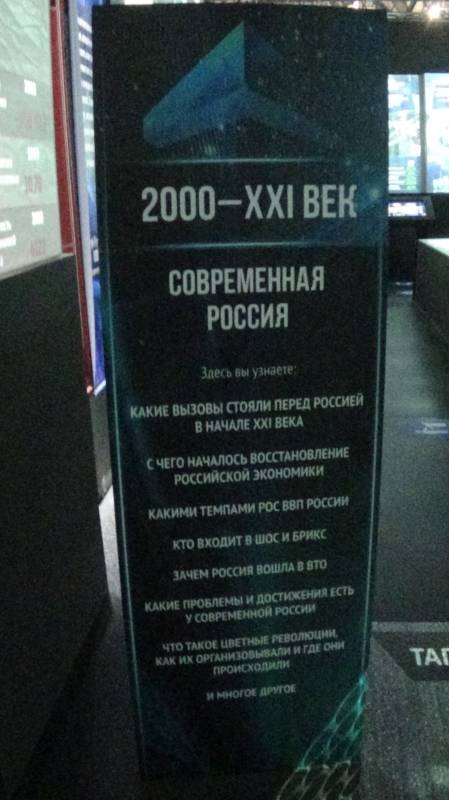 2000–XXI ВЕК
СОВРЕМЕННАЯ
РОССИЯ
Здесь вы узнаете:
КАКИЕ ВЫЗОВЫ СТОЯЛИ ПЕРЕД РОССИЕЙ
В НАЧАЛЕ XXI ВЕКА
С ЧЕГО НАЧАЛОСЬ ВОССТАНОВЛЕНИЕ
РОССИЙСКОЙ ЭКОНОМИКИ
КАКИМИ ТЕМПАМИ РОС ВВП РОССИИ
КТО ВХОДИТ В ШОС И БРИКС
ЗАЧЕМ РОССИЯ ВОШЛА В ВТО
КАКИЕ ПРОБЛЕМЫ И ДОСТИЖЕНИЯ ЕСТЬ
У СОВРЕМЕННОЙ РОССИИ
ЧТО ТАКОЕ ЦВЕТНЫЕ РЕВОЛЮЦИИ,
КАК ИХ ОРГАНИЗОВЫВАЛИ И ГДЕ ОНИ
ПРОИСХОДИЛИ
И МНОГОЕ ДРУГОЕ